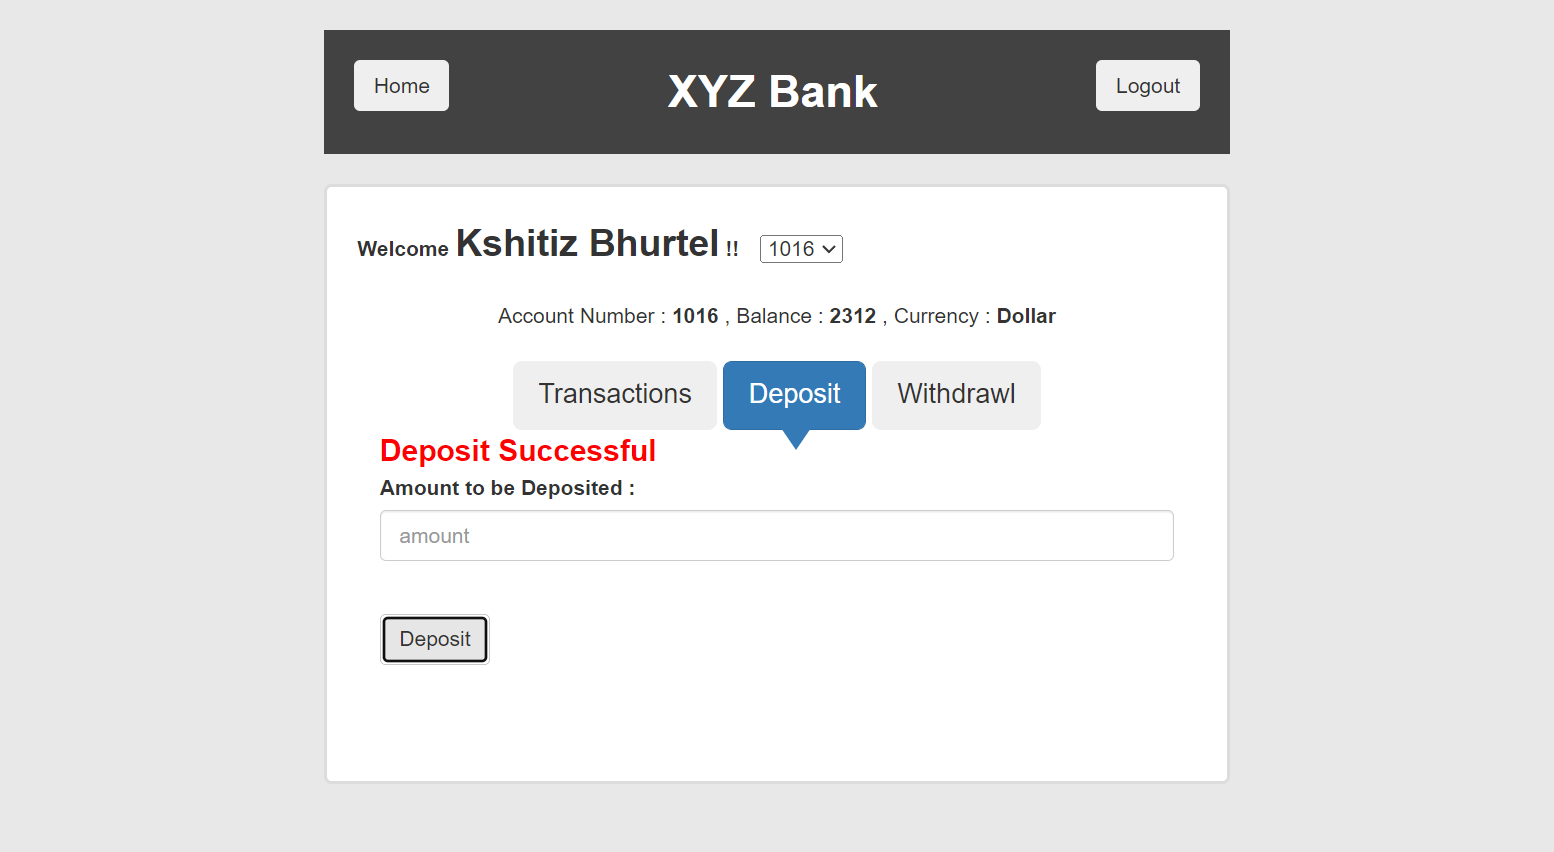 Home XYZ Bank Logout
Welcome Kshitiz Bhurtel !! 1016
Account Number : 1016 , Balance : 2312 , Currency : Dollar
Transactions Deposit Withdrawl
Deposit Successful
Amount to be Deposited :
amount
Deposit